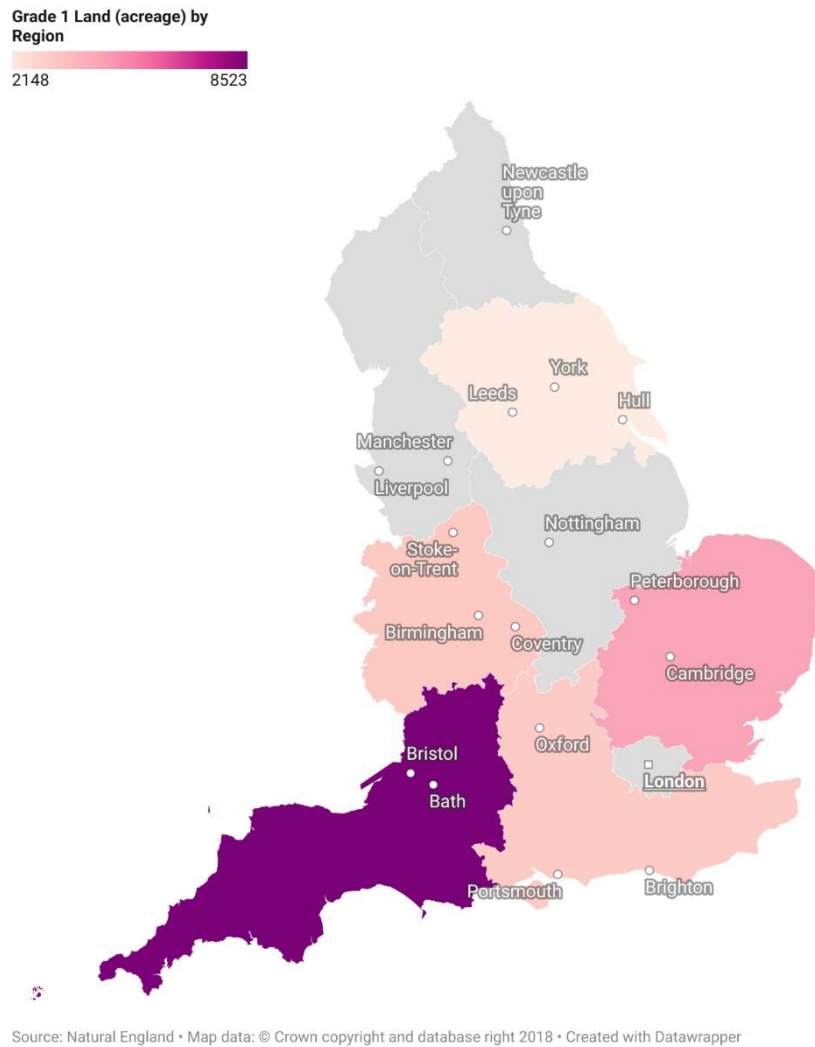 Grade 1 Land (acreage) by
Region
2148 8523
Newcastle
upon
Tyne
York
Leeds
Hull
Manchester
Liverpool
Nottingham
Stoke-
on-Trent
Peterborough
Birmingham
Coventry
Cambridge
Oxford
Bristol
London
Bath
Portsmouth
Brighton
Source: Natural England • Map data: © Crown copyright and database right 2018 • Created with Datawrapper